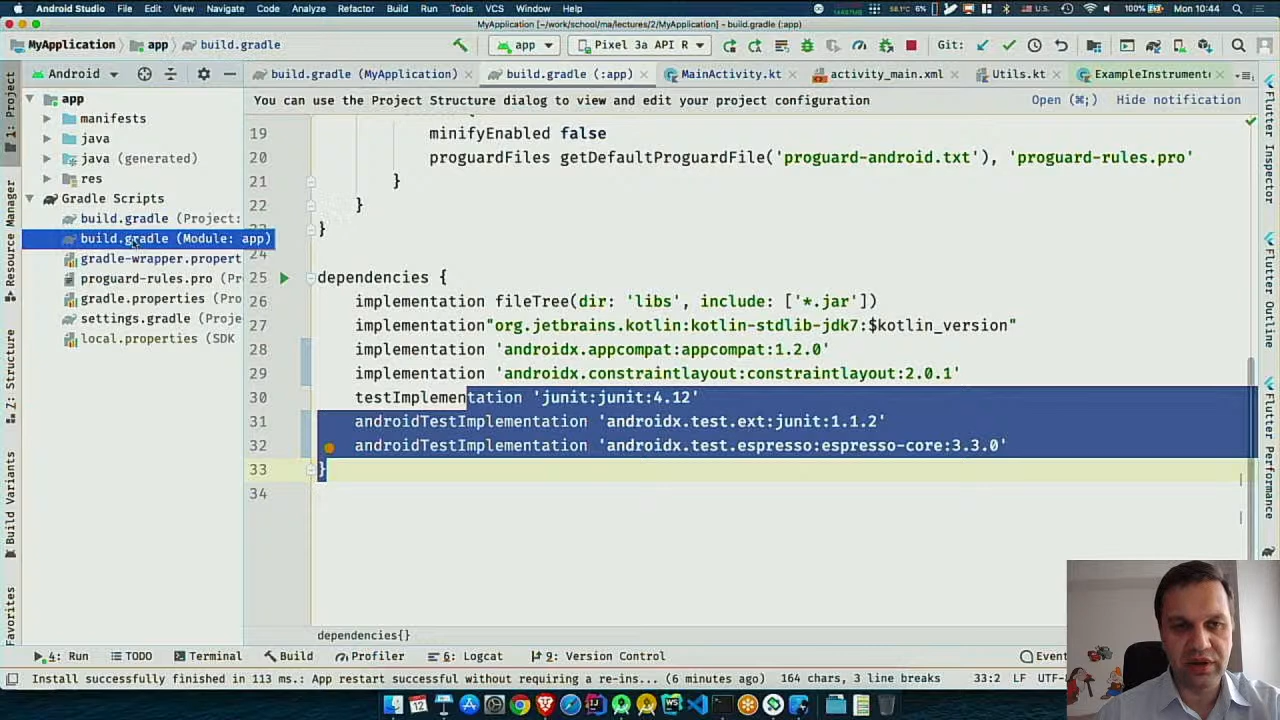 Android Studio File Edit View Navigate Code Analyze Refactor Build Run Tools VCS Window Help 58.1°C 6% U.S. 100% Mon 10:44
MyApplication [~/work/school/ma/lectures/2/MyApplication] - build.gradle (:app)
MyApplication app build.gradle app Pixel 3a API R Git:
Android build.gradle (MyApplication) build.gradle (:app) MainActivity.kt activity_main.xml Utils.kt ExampleInstrumente
You can use the Project Structure dialog to view and edit your project configuration Open (⌘;) Hide notification
1: Project
Resource Manager
Z: Structure
Build Variants
Favorites
app
manifests
java
java (generated)
res
Gradle Scripts
build.gradle (Project:
build.gradle (Module: app)
gradle-wrapper.propert
proguard-rules.pro (Pr
gradle.properties (Pro
settings.gradle (Proje
local.properties (SDK
19 minifyEnabled false
20 proguardFiles getDefaultProguardFile('proguard-android.txt'), 'proguard-rules.pro'
21 }
22 }
}
24
25 dependencies {
26 implementation fileTree(dir: 'libs', include: ['*.jar'])
27 implementation"org.jetbrains.kotlin:kotlin-stdlib-jdk7:$kotlin_version"
28 implementation 'androidx.appcompat:appcompat:1.2.0'
29 implementation 'androidx.constraintlayout:constraintlayout:2.0.1'
30 testImplementation 'junit:junit:4.12'
31 androidTestImplementation 'androidx.test.ext:junit:1.1.2'
32 androidTestImplementation 'androidx.test.espresso:espresso-core:3.3.0'
33 }
34
dependencies{}
Flutter Inspector
Flutter Outline
Flutter Performance
4: Run TODO Terminal Build Profiler 6: Logcat 9: Version Control Event
Install successfully finished in 113 ms.: App restart successful without requiring a re-ins... (6 minutes ago) 164 chars, 3 line breaks 33:2 LF UTF-